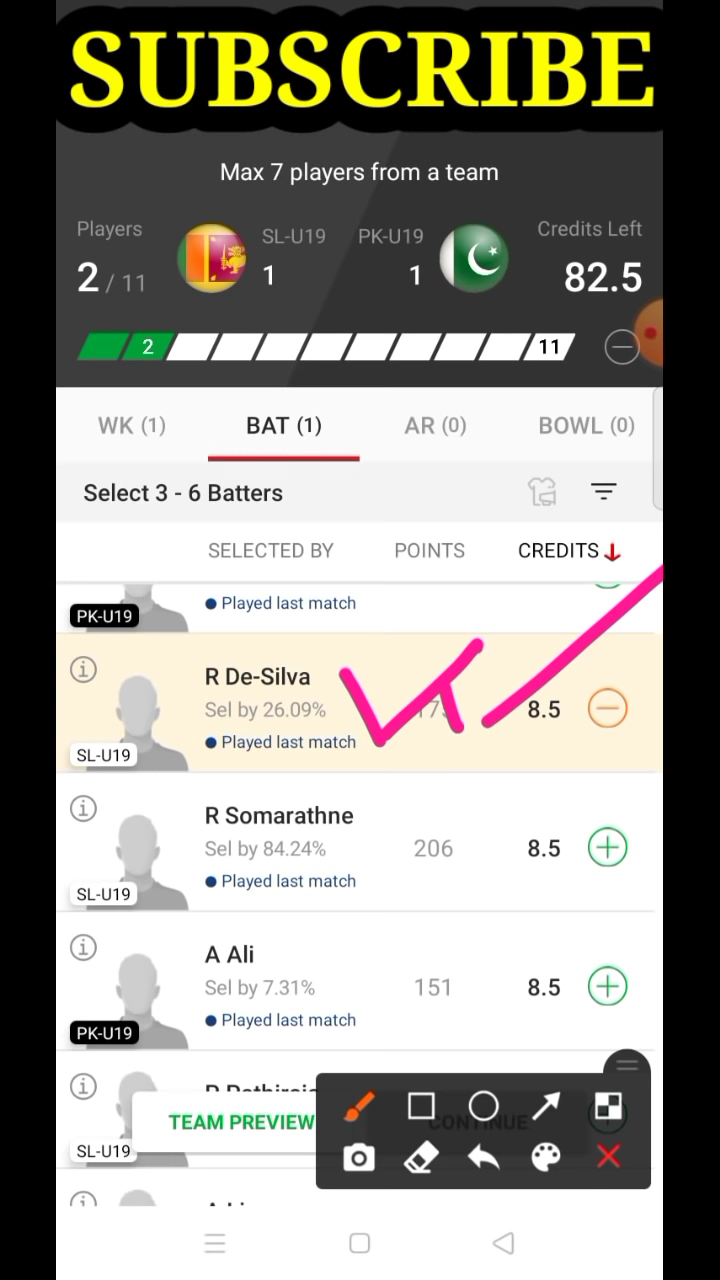 SUBSCRIBE
Max 7 players from a team
Players SL-U19 PK-U19 Credits Left
2 / 11 1 1 82.5
2 11
WK (1) BAT (1) AR (0) BOWL (0)
Select 3 - 6 Batters
SELECTED BY POINTS CREDITS
PK-U19 Played last match
R De-Silva
Sel by 26.09% 8.5
SL-U19 Played last match
R Somarathne
Sel by 84.24% 206 8.5
SL-U19 Played last match
A Ali
Sel by 7.31% 151 8.5
PK-U19 Played last match
TEAM PREVIEW CONTINUE
SL-U19